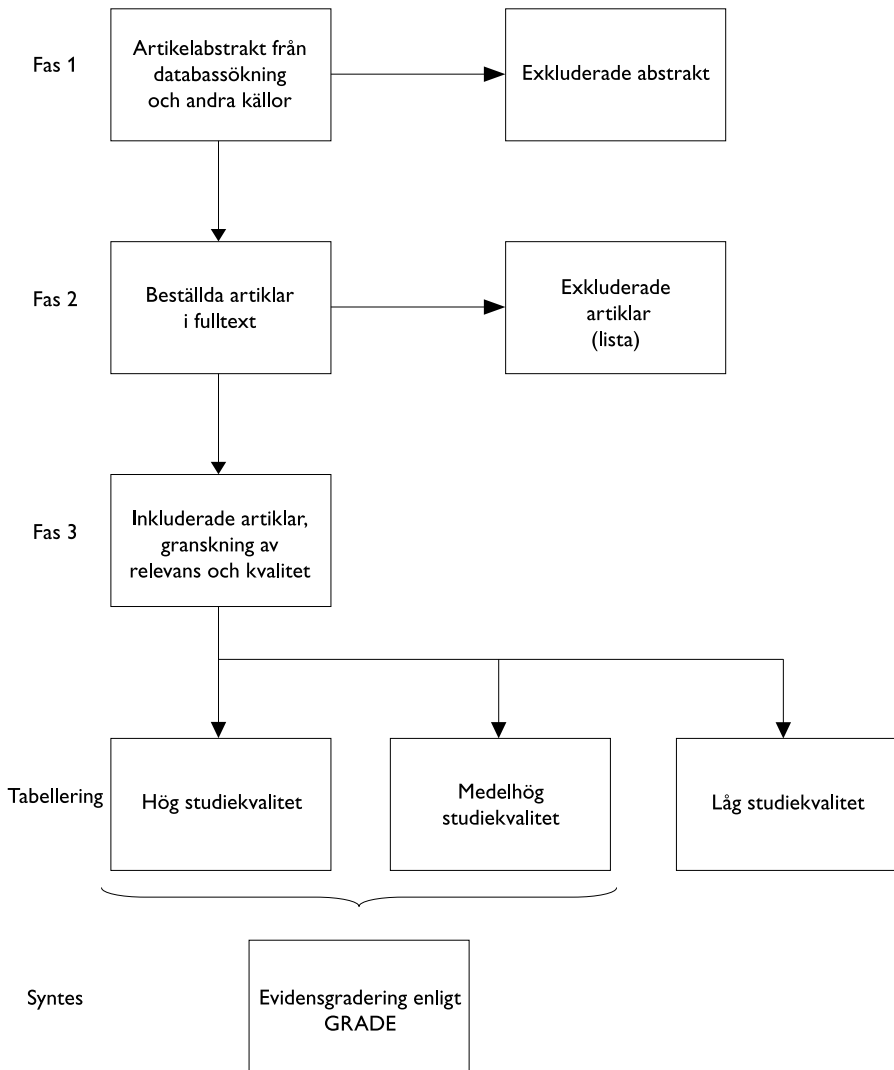 Fas 1
Artikelabstrakt från
databassökning
och andra källor
Exkluderade abstrakt
Fas 2
Beställda artiklar
i fulltext
Exkluderade
artiklar
(lista)
Fas 3
Inkluderade artiklar,
granskning av
relevans och kvalitet
Tabellering
Hög studiekvalitet
Medelhög
studiekvalitet
Låg studiekvalitet
Syntes
Evidensgradering enligt
GRADE